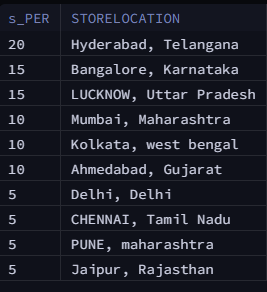 s_PER STORELOCATION
20 Hyderabad, Telangana
15 Bangalore, Karnataka
15 LUCKNOW, Uttar Pradesh
10 Mumbai, Maharashtra
10 Kolkata, west bengal
10 Ahmedabad, Gujarat
5 Delhi, Delhi
5 CHENNAI, Tamil Nadu
5 PUNE, maharashtra
5 Jaipur, Rajasthan